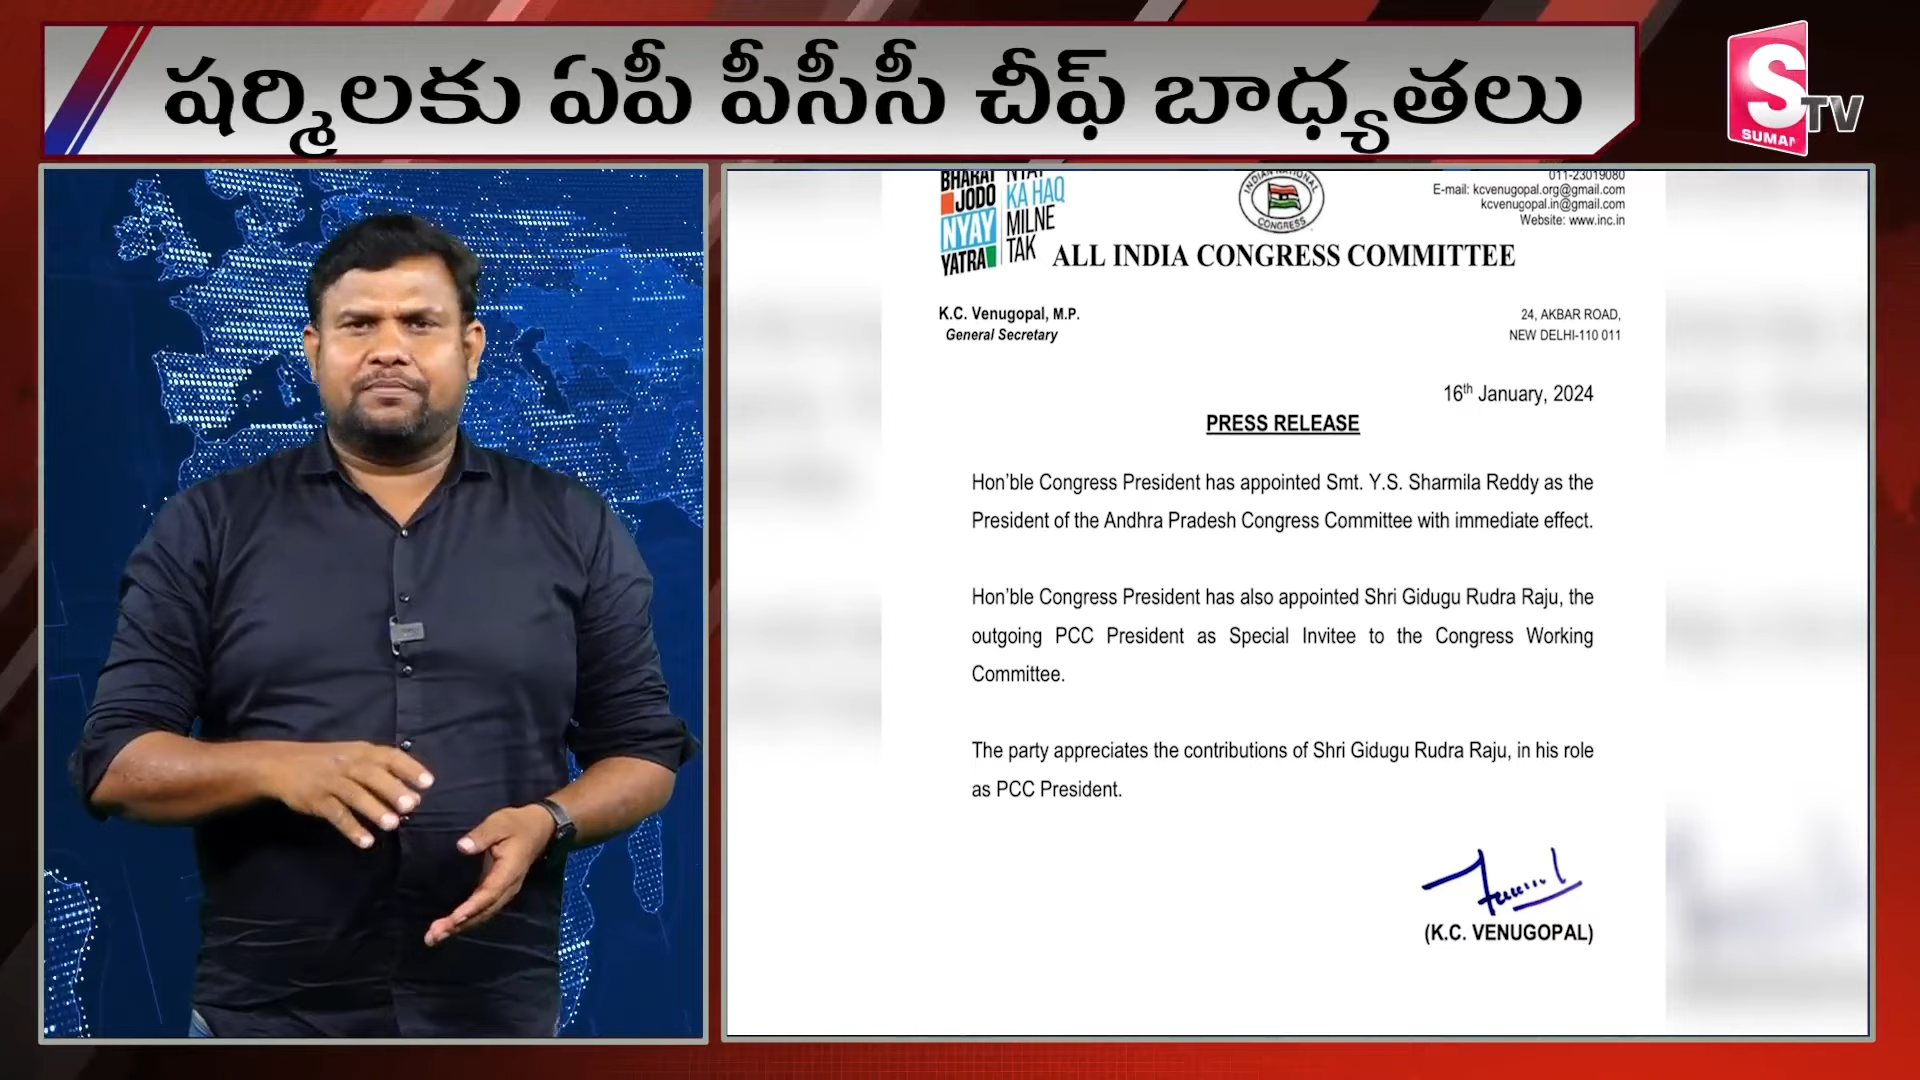 షర్మిలకు ఏపీ పీసీసీ చీఫ్ బాధ్యతలు
S TV
SUMAN
BHARAT
JODO
NYAY
YATRA
NYAY
KA HAQ
MILNE
TAK
INDIAN NATIONAL
CONGRESS
011-23019080
E-mail: kcvenugopal.org@gmail.com
kcvenugopal.in@gmail.com
Website: www.inc.in
ALL INDIA CONGRESS COMMITTEE
K.C. Venugopal, M.P.
General Secretary
24, AKBAR ROAD,
NEW DELHI-110 011
16th January, 2024
PRESS RELEASE
Hon'ble Congress President has appointed Smt. Y.S. Sharmila Reddy as the
President of the Andhra Pradesh Congress Committee with immediate effect.
Hon'ble Congress President has also appointed Shri Gidugu Rudra Raju, the
outgoing PCC President as Special Invitee to the Congress Working
Committee.
The party appreciates the contributions of Shri Gidugu Rudra Raju, in his role
as PCC President.
(K.C. VENUGOPAL)